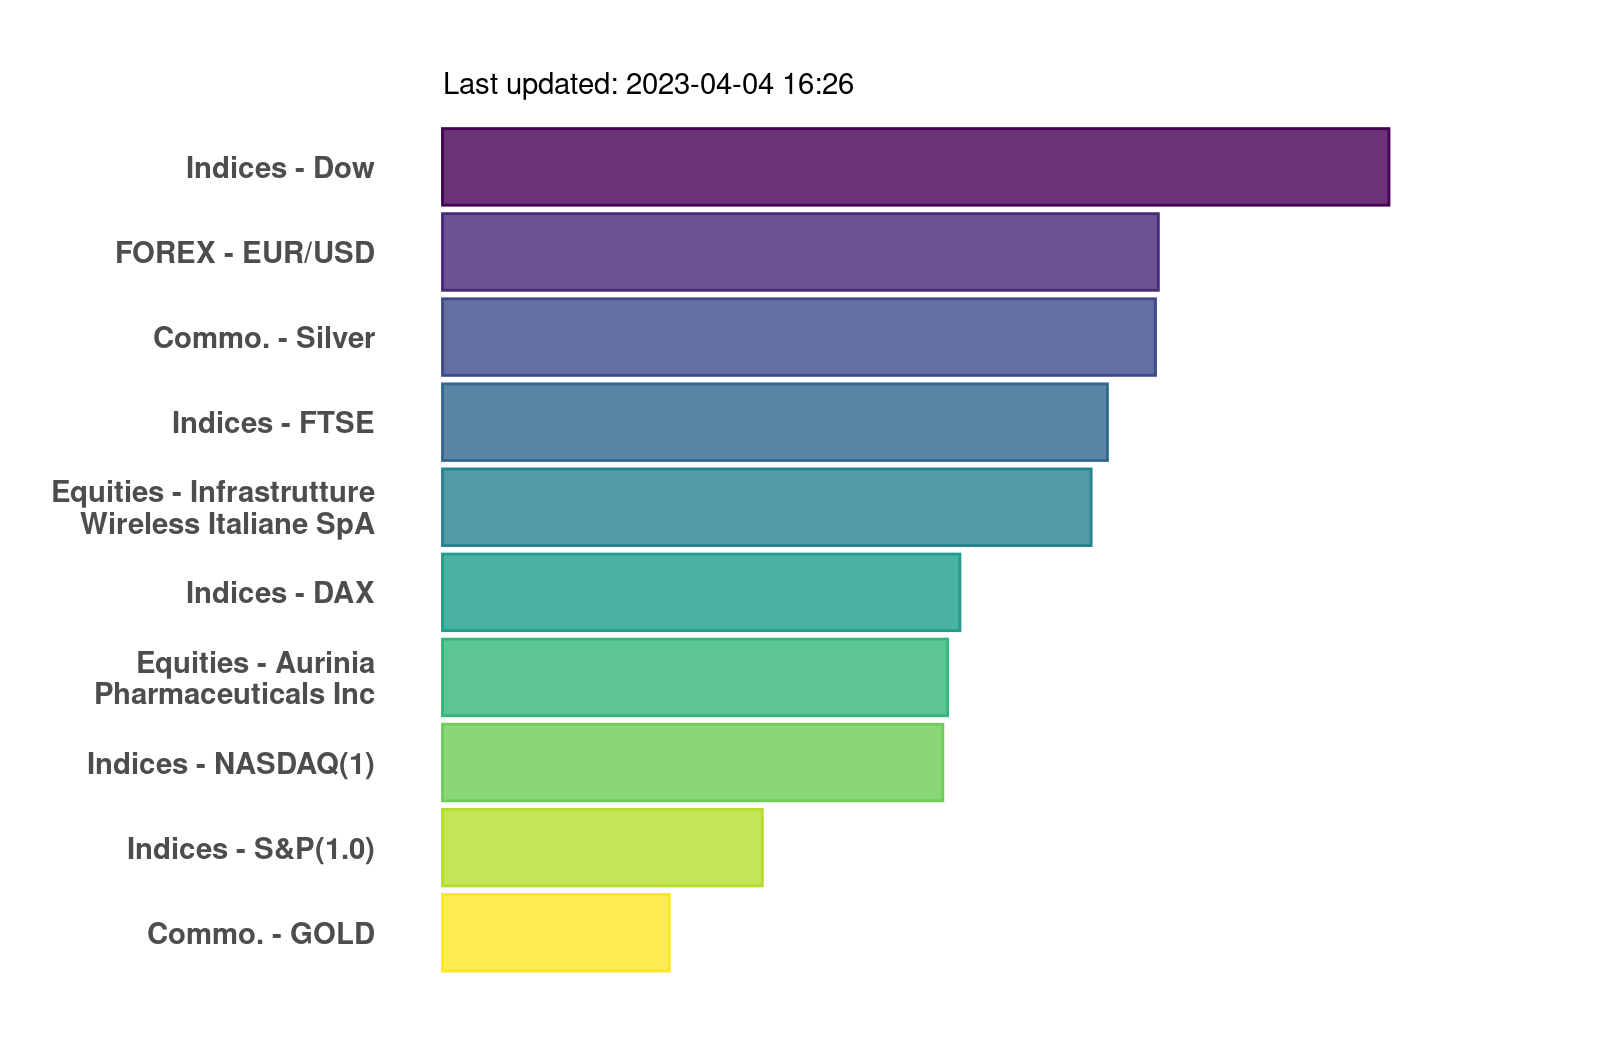 Last updated: 2023-04-04 16:26
Indices - Dow
FOREX - EUR/USD
Commo. - Silver
Indices - FTSE
Equities - Infrastrutture
Wireless Italiane SpA
Indices - DAX
Equities - Aurinia
Pharmaceuticals Inc
Indices - NASDAQ(1)
Indices - S&P(1.0)
Commo. - GOLD